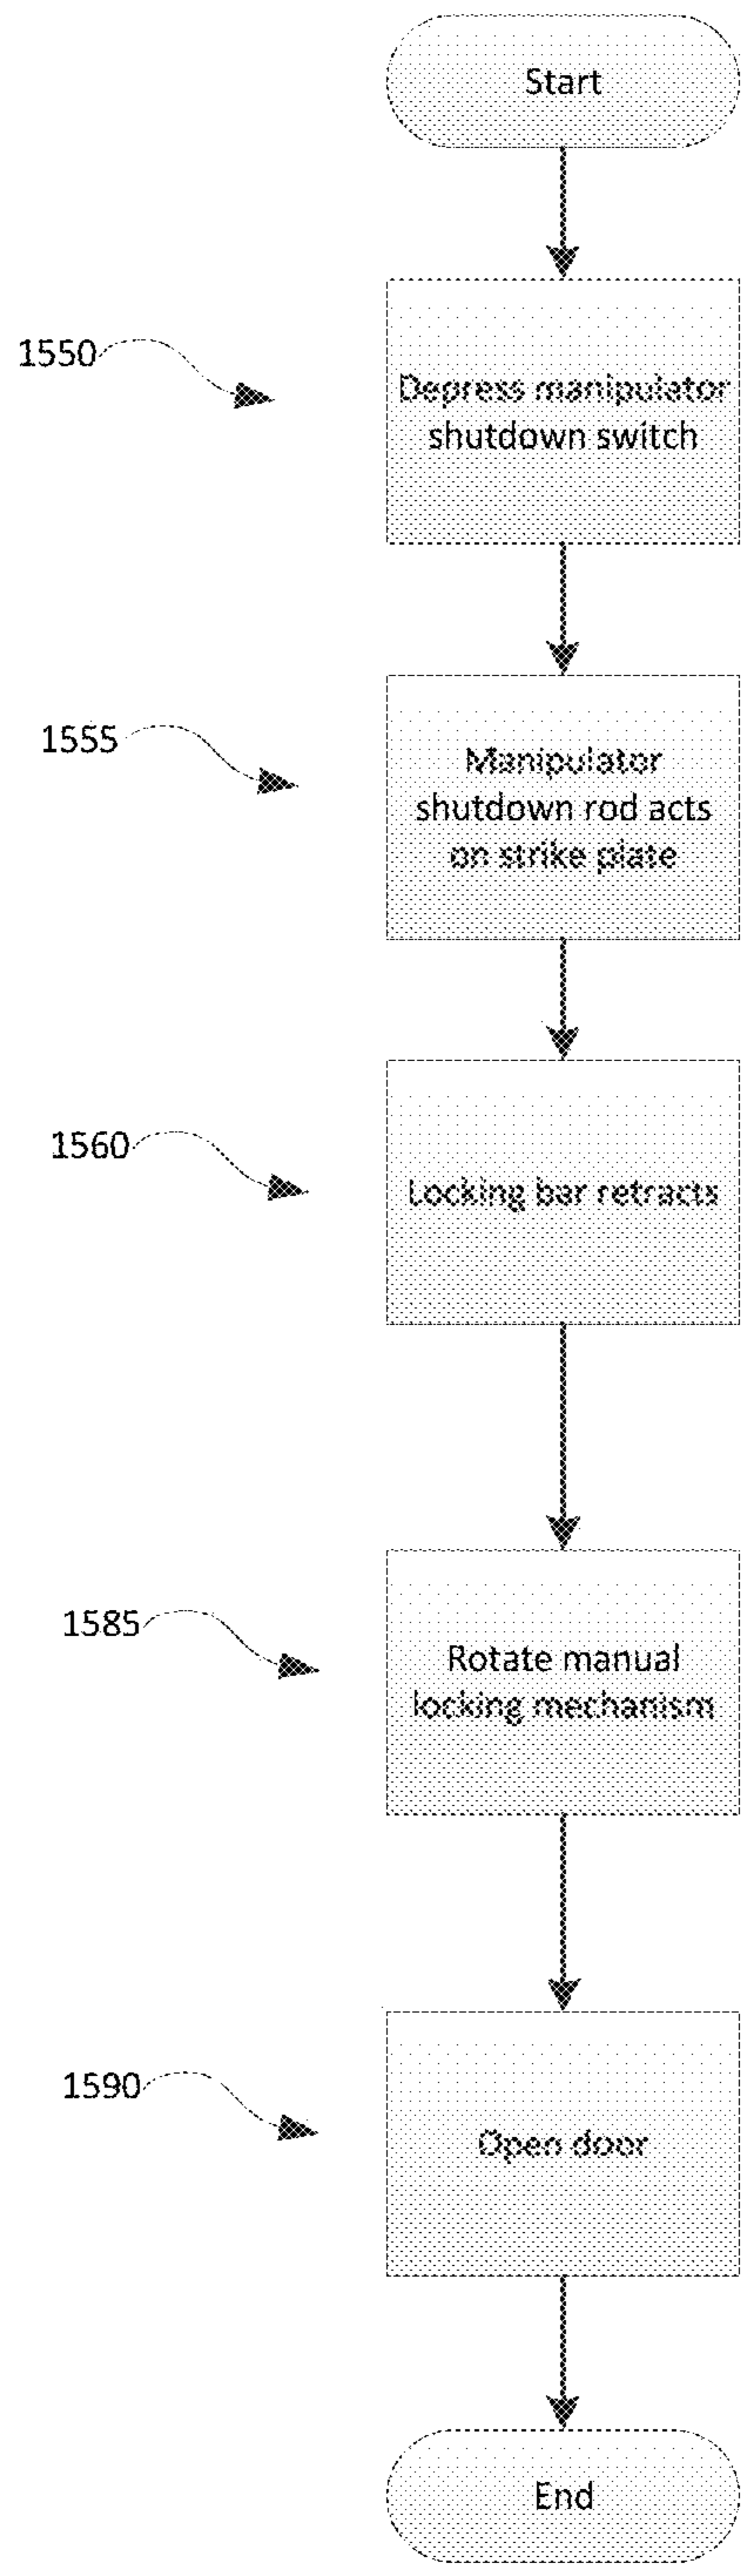 Start
1550
Depress manipulator
shutdown switch
1555
Manipulator
shutdown rod acts
on strike plate
1560
Locking bar retracts
1585
Rotate manual
locking mechanism
1590
Open door
End